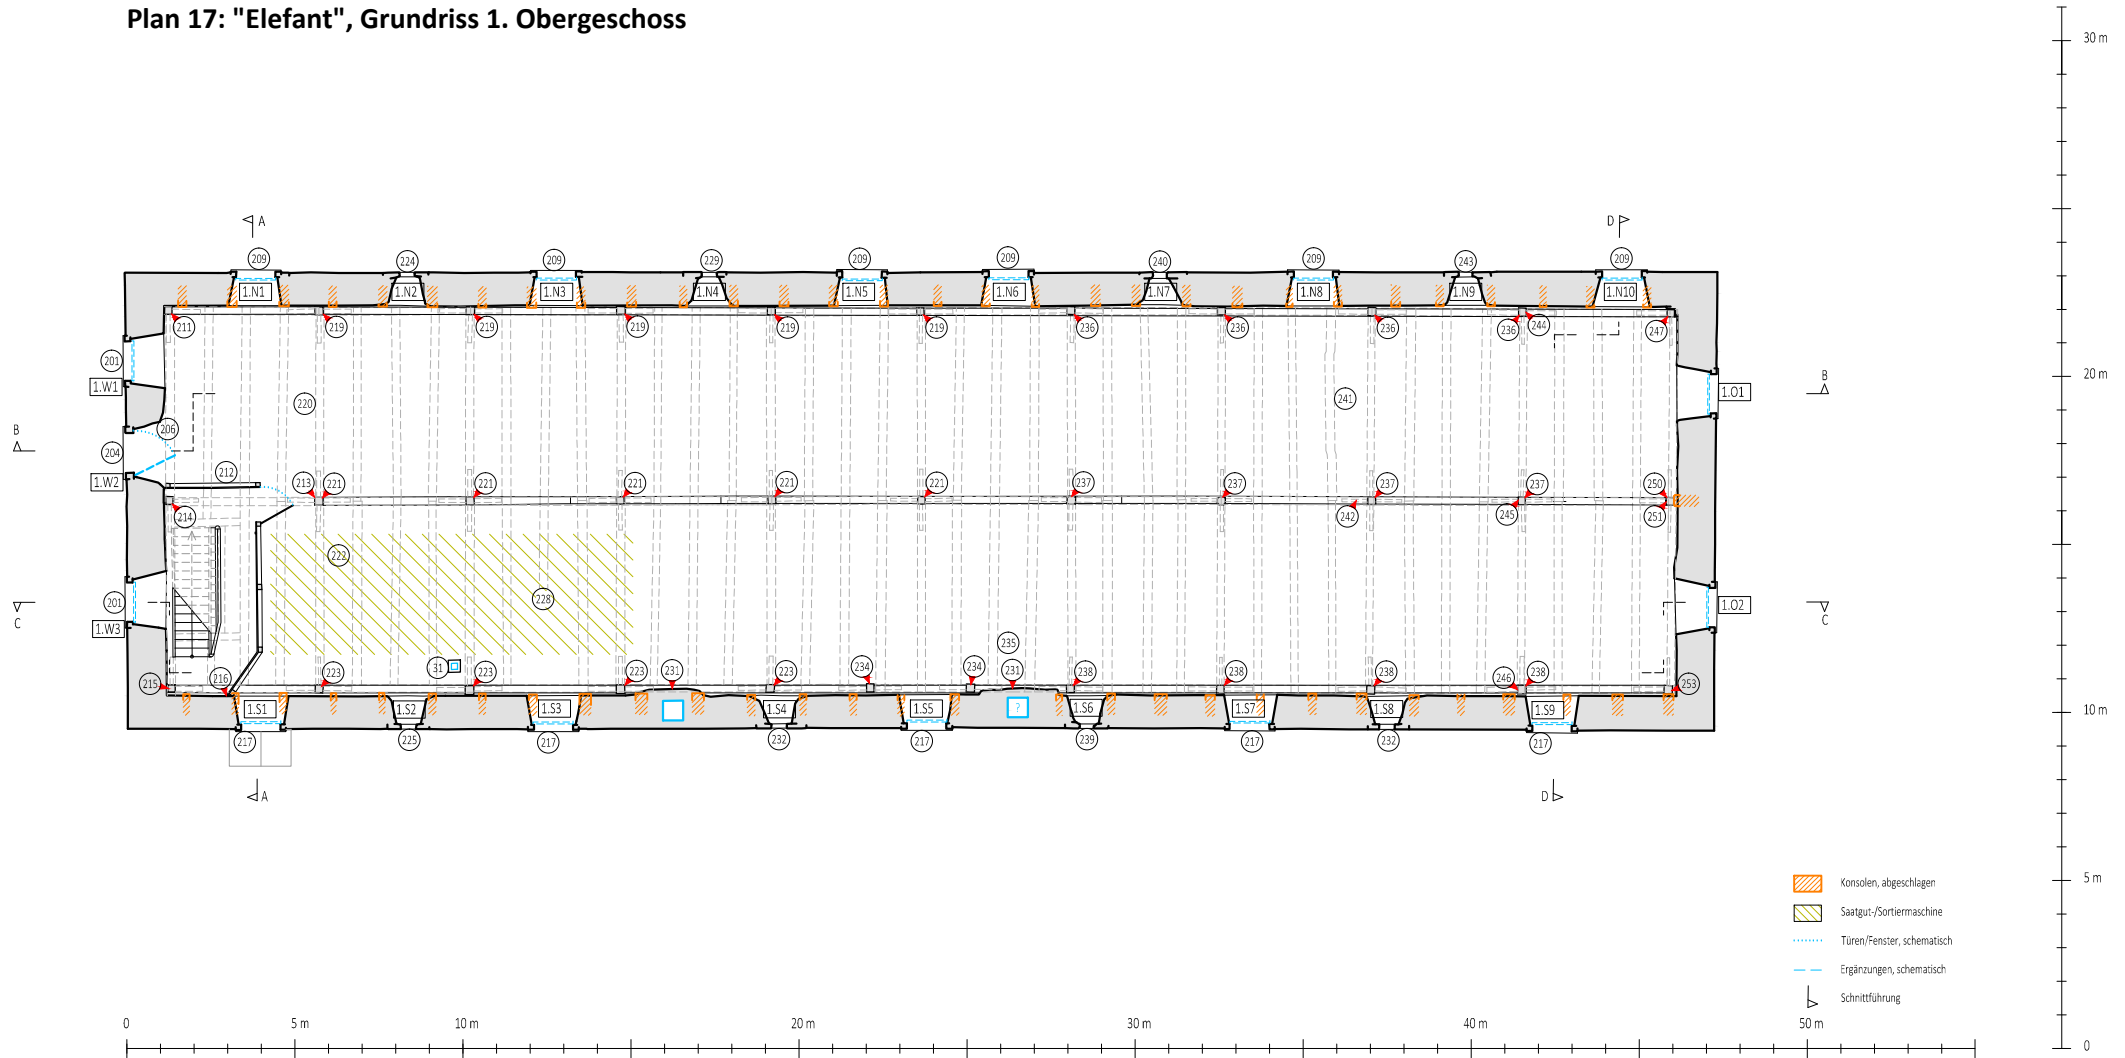 Plan 17: "Elefant", Grundriss 1. Obergeschoss
30 m
A
D
209 224 209 229 209 209 240 209 243 209
1.N1 1.N2 1.N3 1.N4 1.N5 1.N6 1.N7 1.N8 1.N9 1.N10
211 219 219 219 219 219 236 236 236 236 244 247
201
1.W1
20 m
B
1.O1
220
241
206
B
204
212
1.W2
213 221 221 221 221 221 237 237 237 237 250
214
242 245 251
222
228
201
C
1.W3
1.O2
C
235
31
215 216 223 223 223 231 223 234 234 231 238 238 238 246 238 253
1.S1 1.S2 1.S3 ? 1.S4 1.S5 1.S6 1.S7 1.S8 1.S9
10 m
217 225 217 232 217 239 217 232 217
A
D
5 m
Konsolen, abgeschlagen
Saatgut-/Sortiermaschine
Türen/Fenster, schematisch
Ergänzungen, schematisch
Schnittführung
0 5 m 10 m 20 m 30 m 40 m 50 m
0